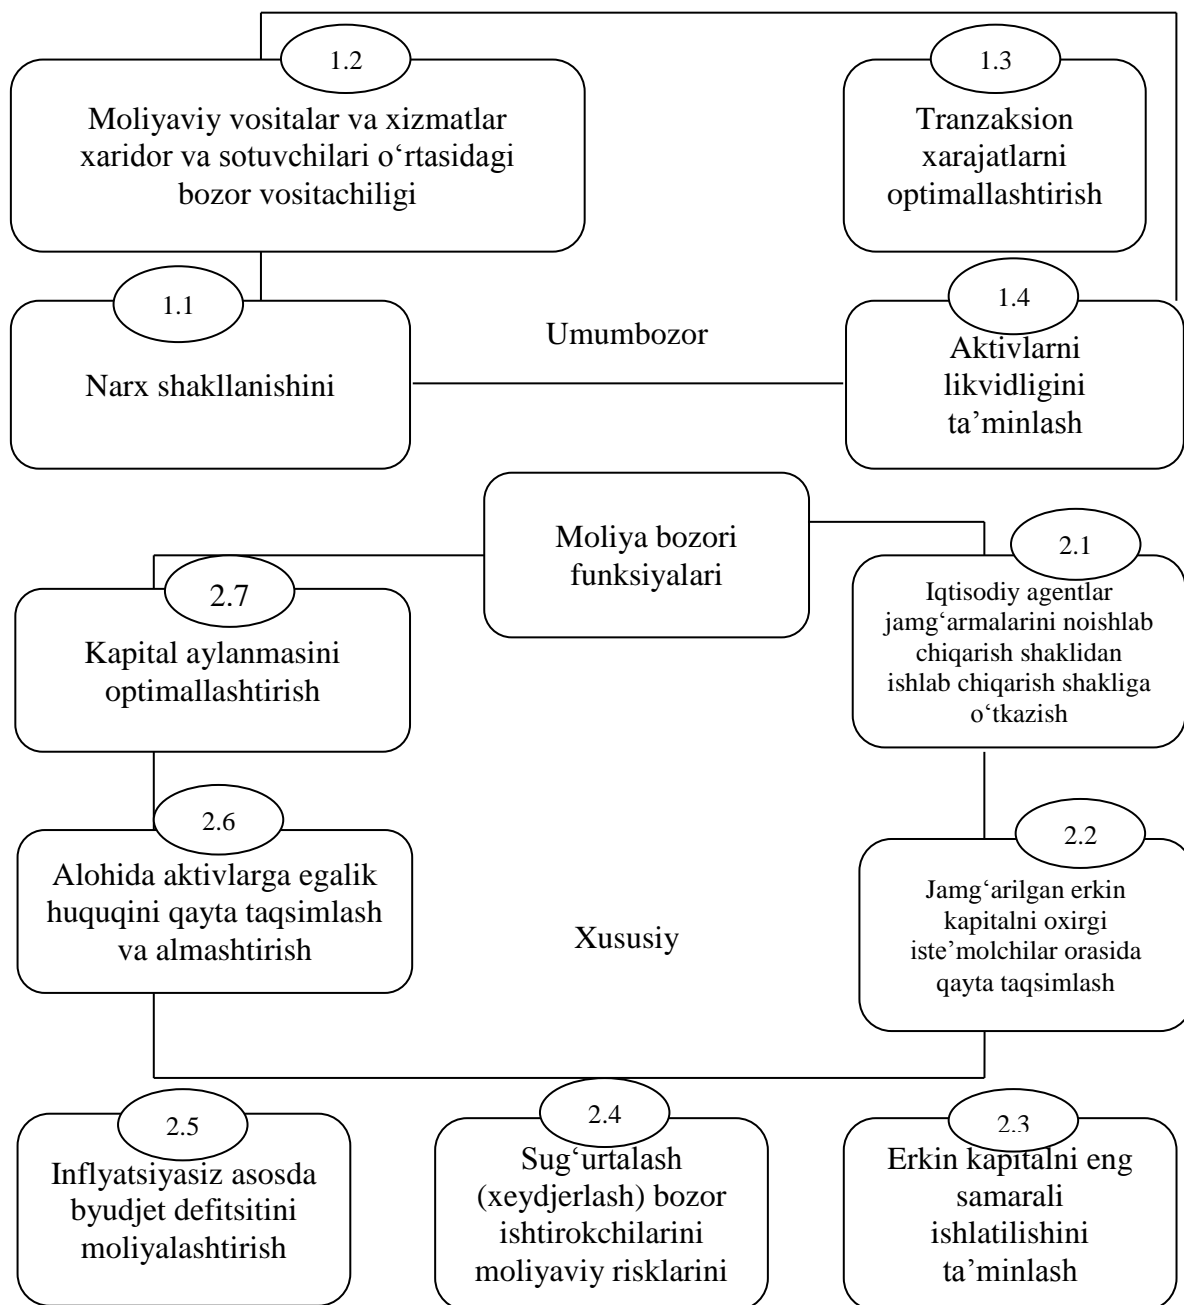 1.2
Moliyaviy vositalar va xizmatlar
xaridor va sotuvchilari o‘rtasidagi
bozor vositachiligi
1.3
Tranzaksion
xarajatlarni
optimallashtirish
1.1
Narx shakllanishini
Umumbozor
1.4
Aktivlarni
likvidligini
ta’minlash
Moliya bozori
funksiyalari
2.7
Kapital aylanmasini
optimallashtirish
2.1
Iqtisodiy agentlar
jamg‘armalarini noishlab
chiqarish shaklidan
ishlab chiqarish shakliga
o‘tkazish
2.6
Alohida aktivlarga egalik
huquqini qayta taqsimlash
va almashtirish
Xususiy
2.2
Jamg‘arilgan erkin
kapitalni oxirgi
iste’molchilar orasida
qayta taqsimlash
2.5
Inflyatsiyasiz asosda
byudjet defitsitini
moliyalashtirish
2.4
Sug‘urtalash
(xeydjerlash) bozor
ishtirokchilarini
moliyaviy risklarini
2.3
Erkin kapitalni eng
samarali
ishlatilishini
ta’minlash